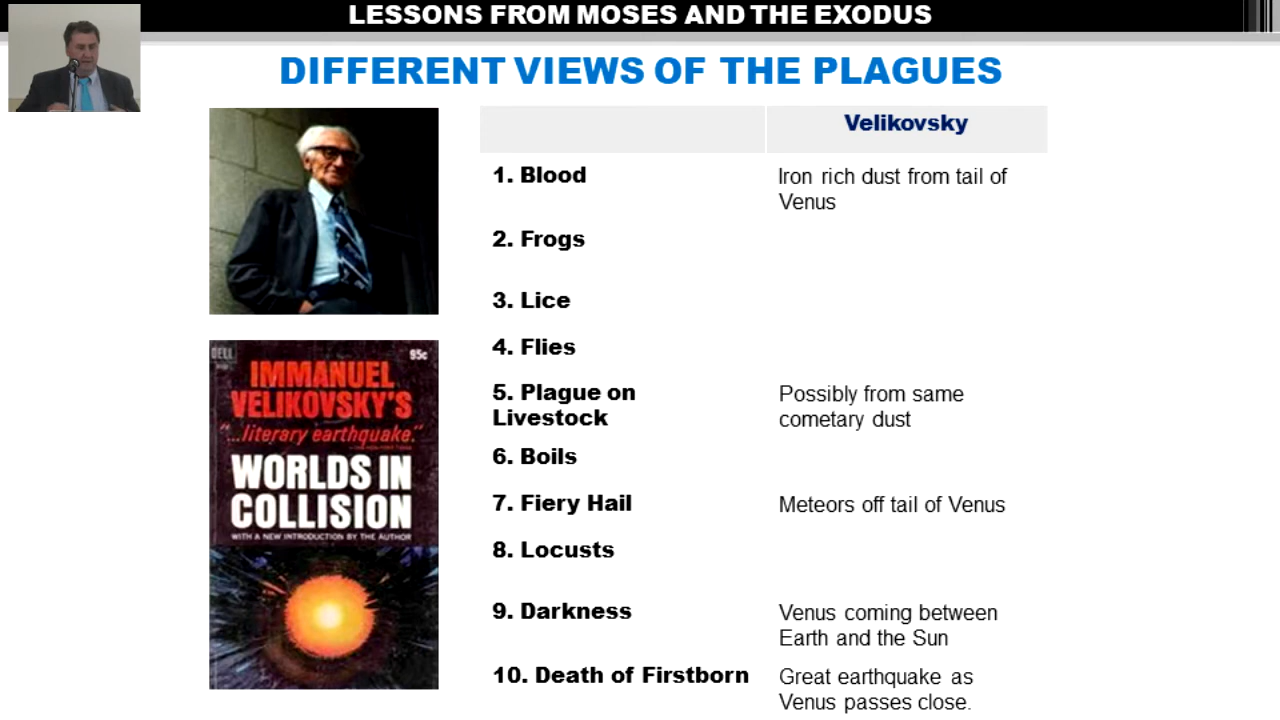 LESSONS FROM MOSES AND THE EXODUS
DIFFERENT VIEWS OF THE PLAGUES
Velikovsky
1. Blood
Iron rich dust from tail of
Venus
2. Frogs
3. Lice
4. Flies
5. Plague on
Livestock
Possibly from same
cometary dust
6. Boils
7. Fiery Hail
Meteors off tail of Venus
8. Locusts
9. Darkness
Venus coming between
Earth and the Sun
10. Death of Firstborn
Great earthquake as
Venus passes close.
DELL
95c
IMMANUEL
VELIKOVSKY'S
"...literary earthquake."
WORLDS IN
COLLISION
WITH A NEW INTRODUCTION BY THE AUTHOR